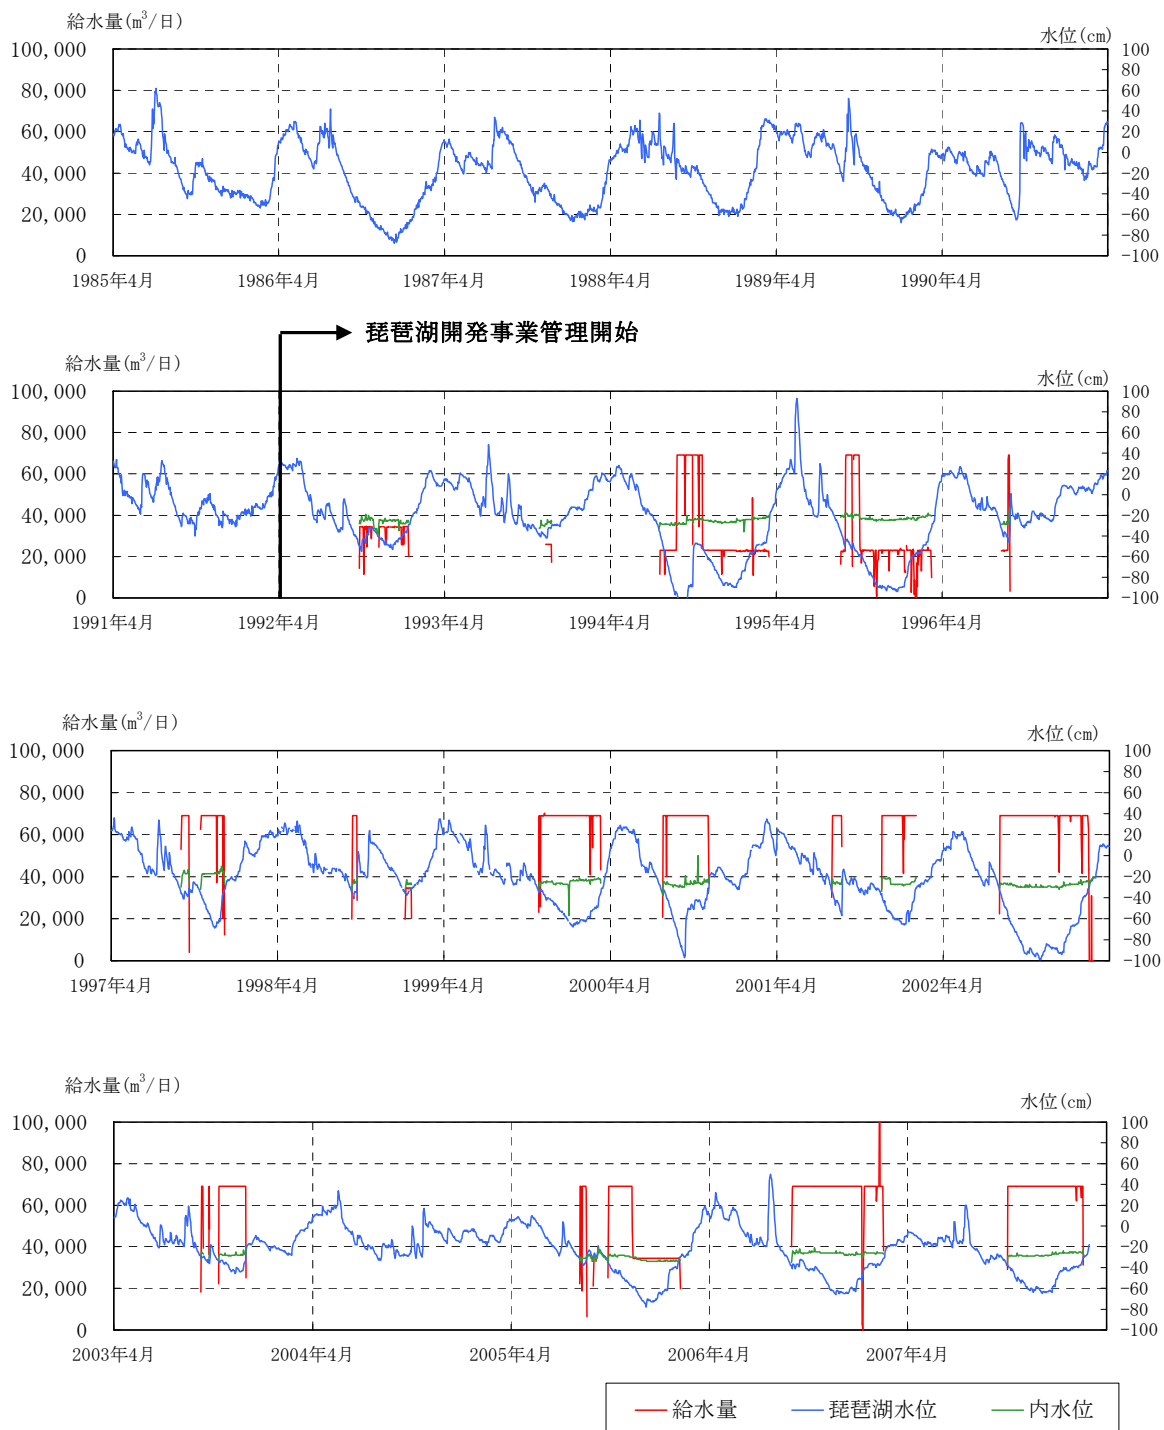 給水量(m³/日)
水位(cm)
100,000
80,000
60,000
40,000
20,000
0
100
80
60
40
20
0
-20
-40
-60
-80
-100
1985年4月
1986年4月
1987年4月
1988年4月
1989年4月
1990年4月
琵琶湖開発事業管理開始
給水量(m³/日)
水位(cm)
100,000
80,000
60,000
40,000
20,000
0
100
80
60
40
20
0
-20
-40
-60
-80
-100
1991年4月
1992年4月
1993年4月
1994年4月
1995年4月
1996年4月
給水量(m³/日)
水位(cm)
100,000
80,000
60,000
40,000
20,000
0
100
80
60
40
20
0
-20
-40
-60
-80
-100
1997年4月
1998年4月
1999年4月
2000年4月
2001年4月
2002年4月
給水量(m³/日)
水位(cm)
100,000
80,000
60,000
40,000
20,000
0
100
80
60
40
20
0
-20
-40
-60
-80
-100
2003年4月
2004年4月
2005年4月
2006年4月
2007年4月
給水量
琵琶湖水位
内水位